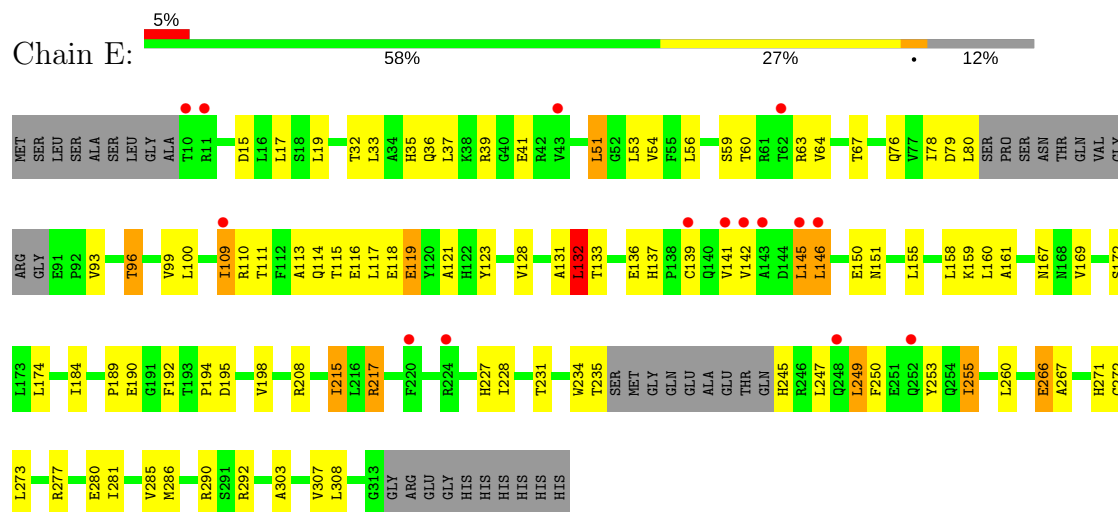 5%
Chain E:
58% 27% • 12%
MET SER LEU SER ALA SER LEU GLY ALA T10 R11 D15 L16 L17 S18 L19 T32 L33 A34 H35 Q36 L37 K38 R39 G40 E41 R42 V43 L51 G52 L53 V54 F55 L56 S59 T60 R61 T62 R63 V64 T67 Q76 V77 I78 D79 L80 SER PRO SER ASN THR GLN VAL GLY
ARG GLY E91 P92 V93 T96 V99 L100 I109 R110 T111 F112 A113 Q114 T115 E116 L117 E118 E119 Y120 A121 H122 Y123 V128 A131 L132 T133 E136 H137 P138 C139 Q140 V141 V142 A143 D144 L145 L146 E150 N151 L155 L158 K159 L160 A161 N167 N168 V169 S172
L173 L174 I184 P189 E190 G191 F192 T193 P194 D195 V198 R208 I215 L216 R217 F220 R224 H227 I228 T231 W234 T235 SER MET GLY GLN GLU ALA GLU THR GLN H245 R246 L247 Q248 L249 F250 E251 Q252 Y253 Q254 I255 L260 E266 A267 H271 C272
L273 R277 E280 I281 V285 M286 R290 S291 R292 A303 V307 L308 G313 GLY ARG GLU GLY HIS HIS HIS HIS HIS HIS